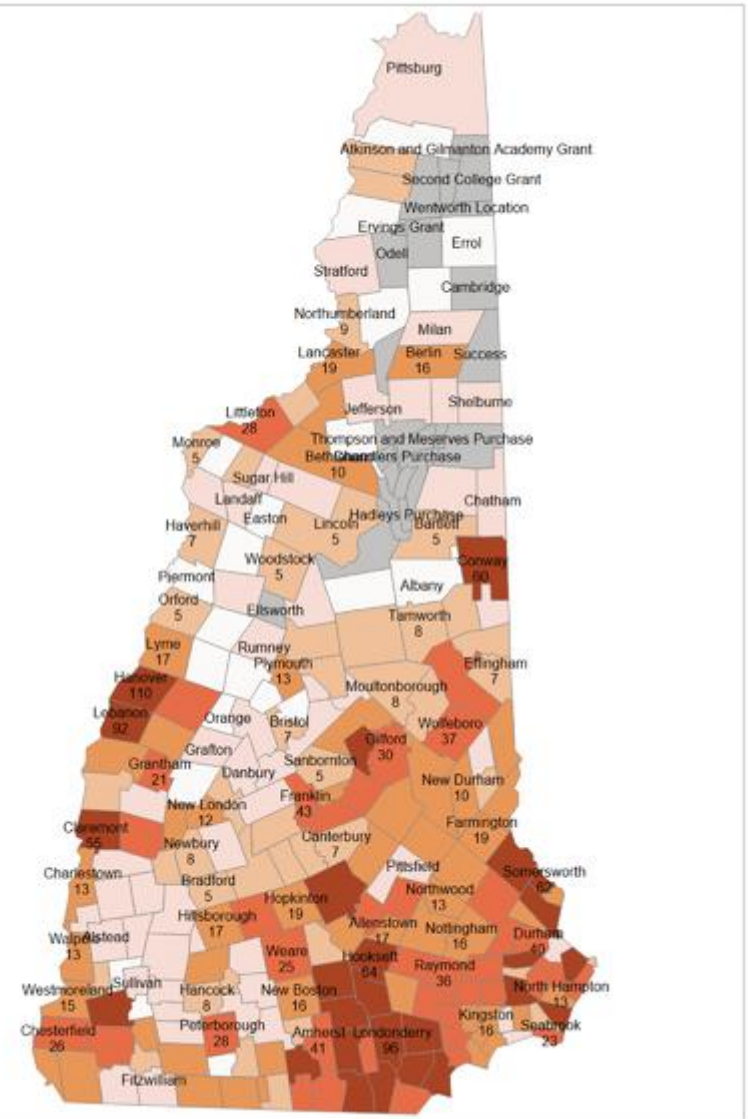 Pittsburg
Atkinson and Gilmanton Academy Grant
Second College Grant
Wentworth Location
Ervings Grant
Errol
Odell
Stratford
Cambridge
Northumberland
9
Milan
Lancaster
19
Berlin
16
Success
Jefferson
Shelburne
Littleton
28
Monroe
5
Thompson and Meserves Purchase
Chandlers Purchase
10
Sugar Hill
Landaff
Chatham
Easton
Hadleys Purchase
Haverhill
7
Lincoln
5
Bartlett
5
Woodstock
5
Conway
60
Piermont
Albany
Orford
5
Ellsworth
Tamworth
8
Lyme
17
Rumney
Plymouth
13
Effingham
7
Hanover
110
Moultonborough
8
Lebanon
92
Orange
Bristol
7
Wolfeboro
37
Gilford
30
Grafton
Sanbornton
5
Grantham
21
Danbury
New Durham
10
Franklin
43
New London
12
Farmington
19
Claremont
55
Canterbury
7
Newbury
8
Pittsfield
Charlestown
13
Bradford
5
Somersworth
62
Northwood
13
Hopkinton
19
Hillsborough
17
Allenstown
17
Nottingham
16
Durham
40
Walpole
13
Alstead
Weare
25
Hooksett
64
Raymond
36
Sullivan
Westmoreland
15
Hancock
8
New Boston
16
North Hampton
13
Kingston
16
Seabrook
23
Chesterfield
26
Peterborough
28
Amherst
41
Londonderry
96
Fitzwilliam